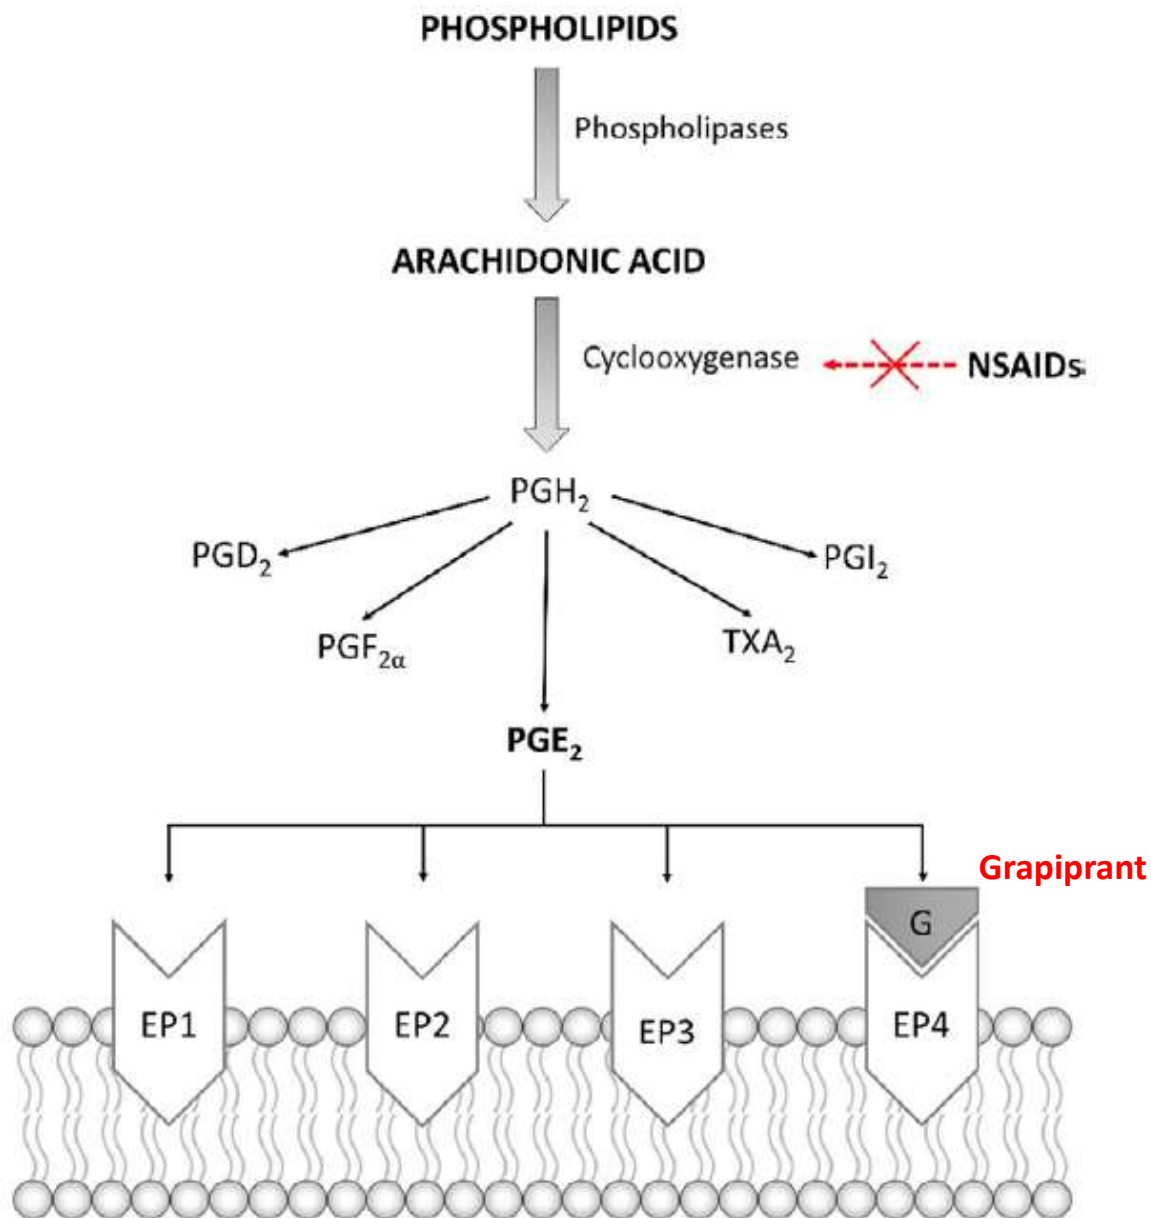 PHOSPHOLIPIDS
Phospholipases
ARACHIDONIC ACID
Cyclooxygenase
NSAIDs
PGH₂
PGD₂
PGI₂
PGF₂α
TXA₂
PGE₂
Grapiprant
G
EP1
EP2
EP3
EP4